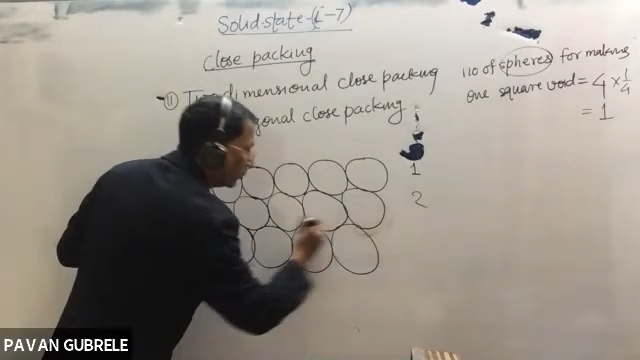 Solid state (L-7)
Close packing
(ii) Two dimensional close packing
gonal close packing
no of spheres for making
one square void = 4 × 1/4
= 1
1
2
PAVAN GUBRELE